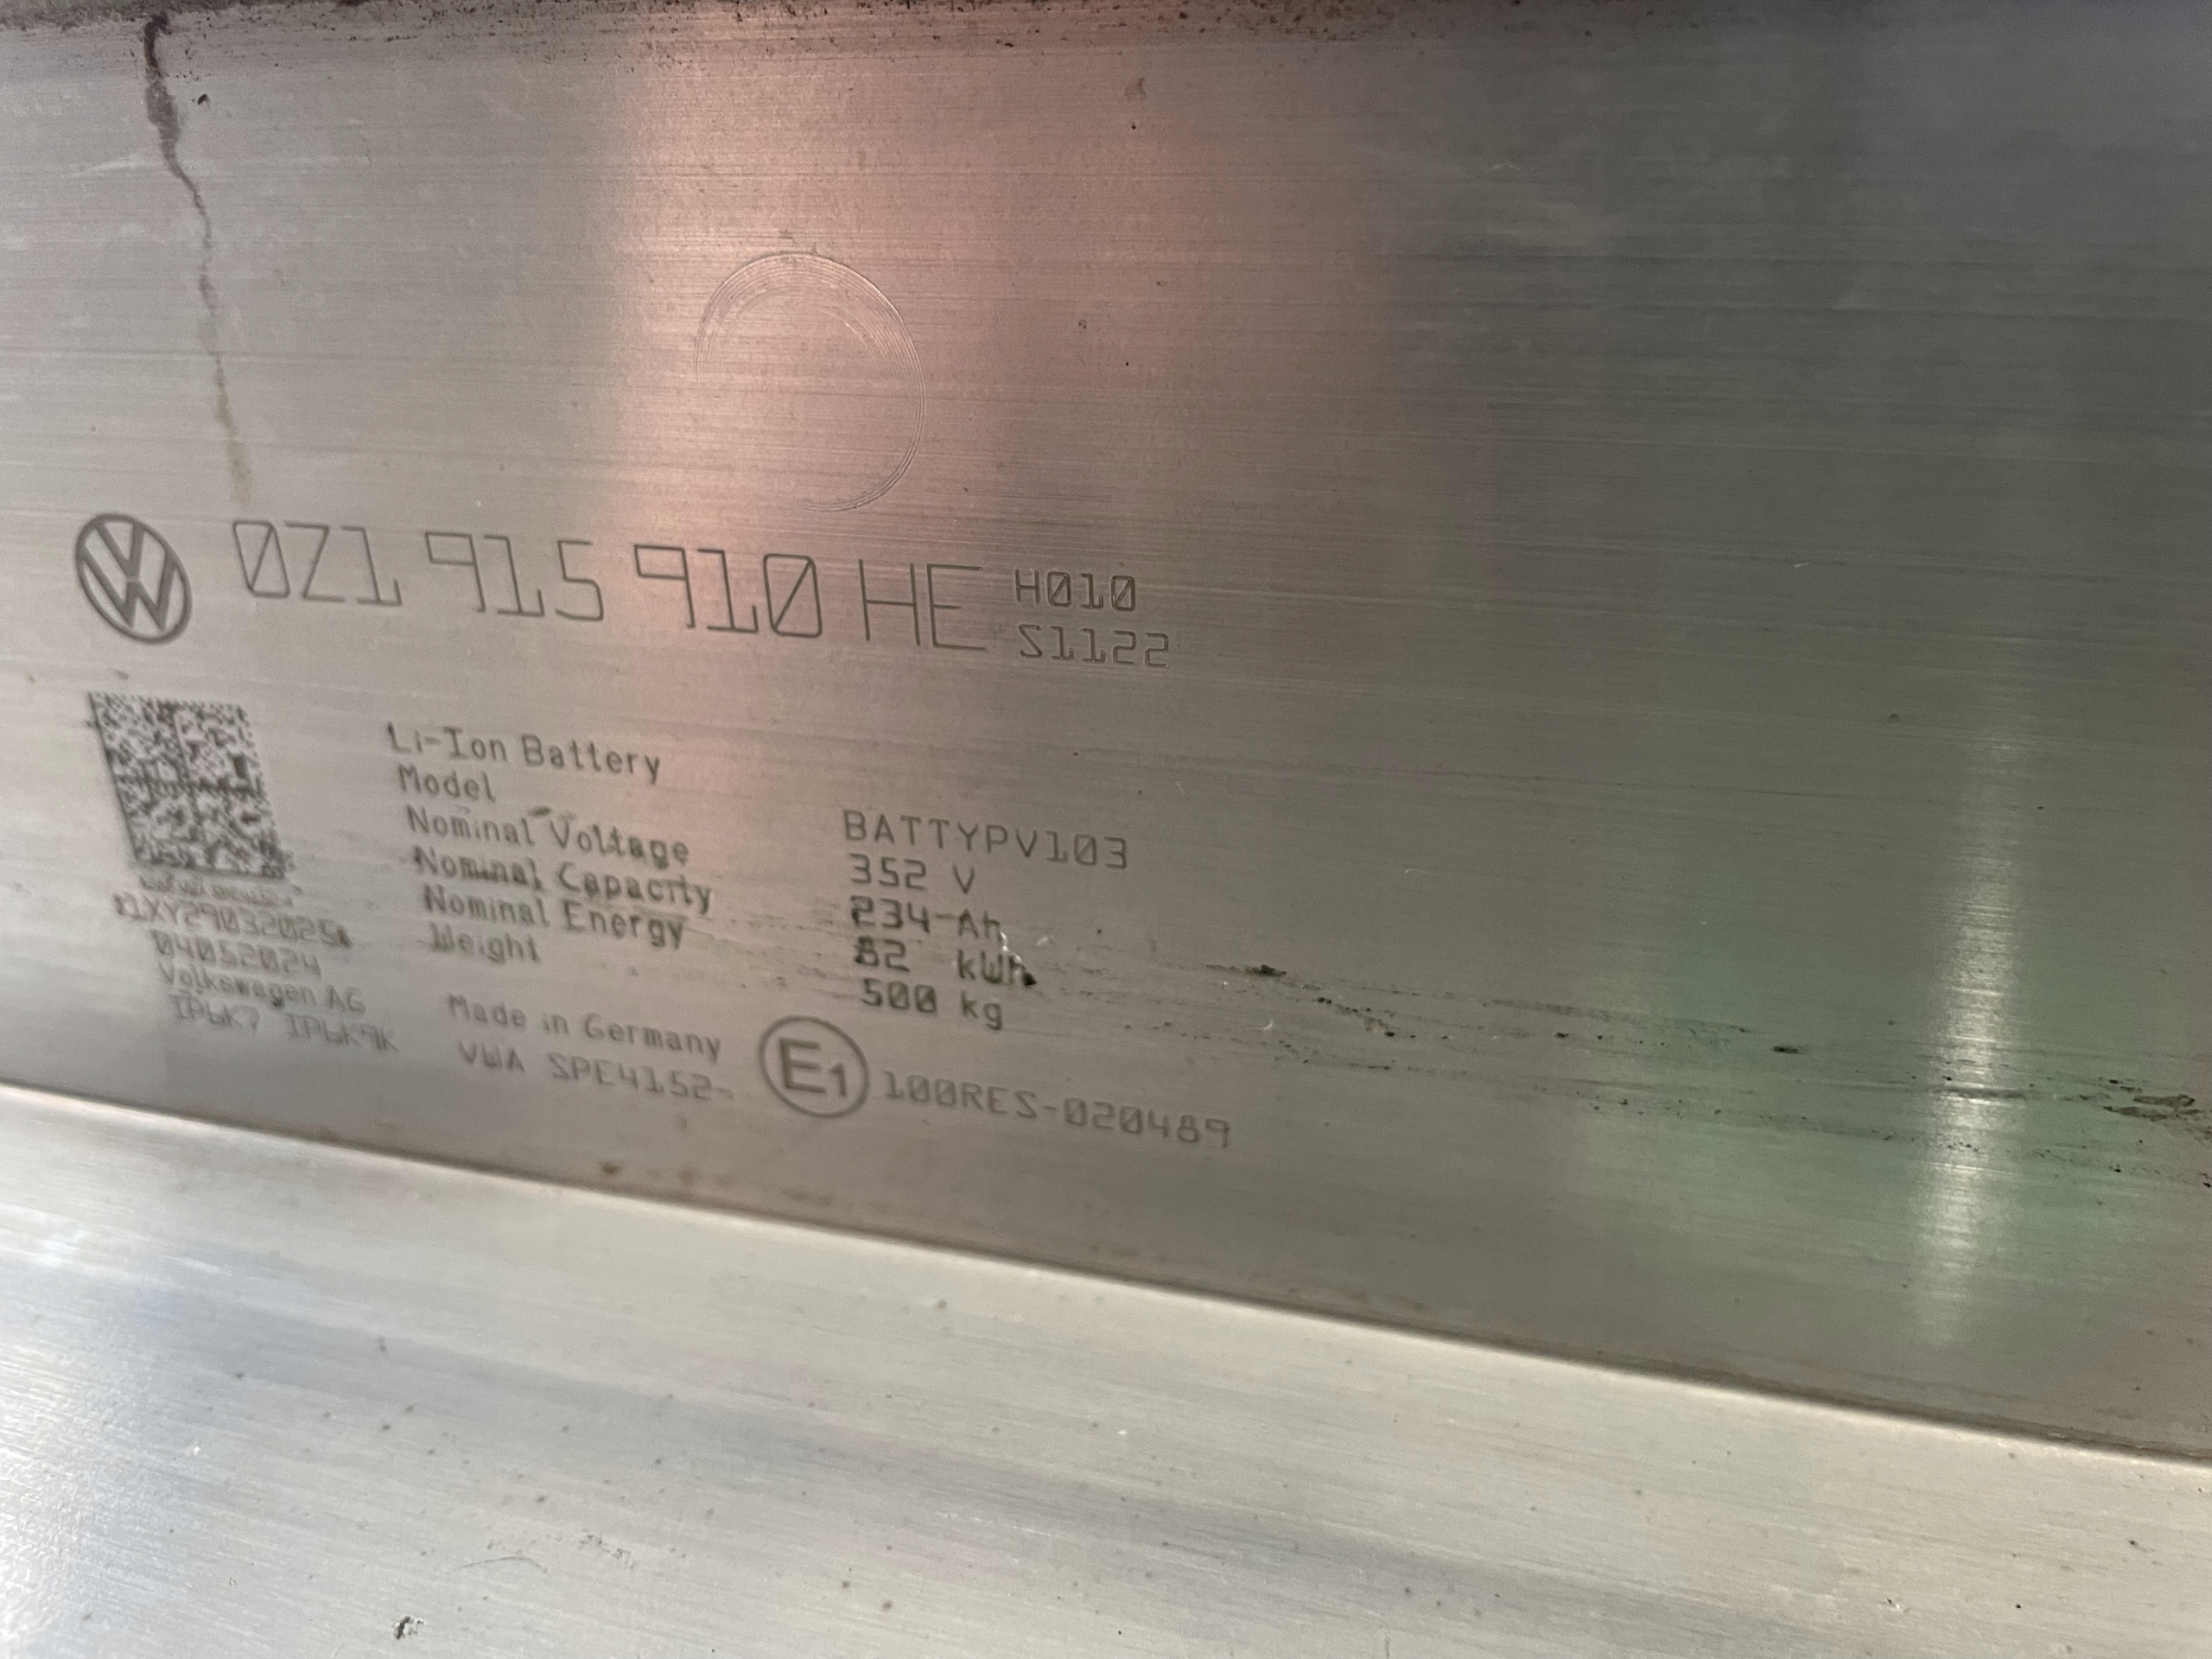 0Z1 915 910 HE
H010
S1122
Li-Ion Battery
Model BATTYPV103
Nominal Voltage 352 V
Nominal Capacity 234 Ah
Nominal Energy 82 kWh
Weight 500 kg
04052024
Volkswagen AG
IP6K7 IP6K9K
Made in Germany
VWA SPE4152-
E1 100RES-020489